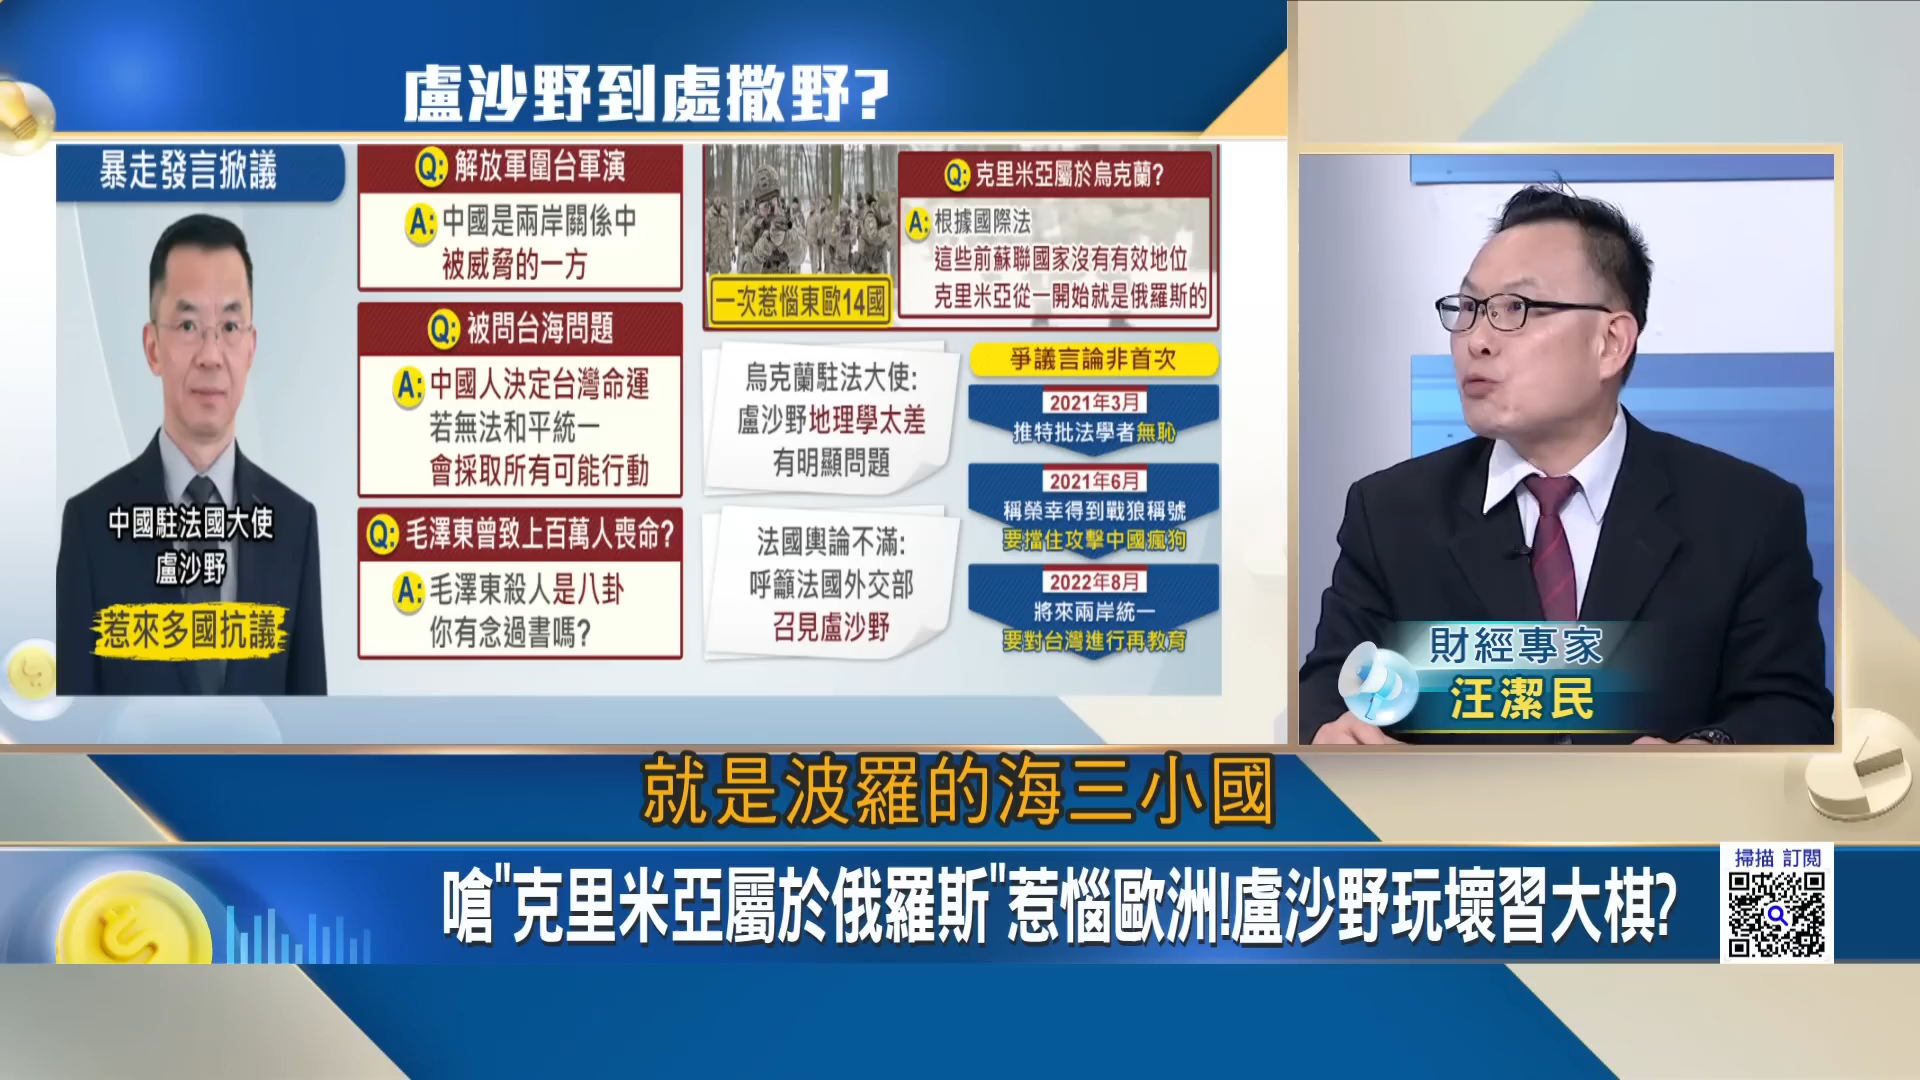 盧沙野到處撒野?
暴走發言掀議
中國駐法國大使
盧沙野
惹來多國抗議
Q: 解放軍圍台軍演
A: 中國是兩岸關係中
被威脅的一方
Q: 被問台海問題
A: 中國人決定台灣命運
若無法和平統一
會採取所有可能行動
Q: 毛澤東曾致上百萬人喪命?
A: 毛澤東殺人是八卦
你有念過書嗎?
一次惹惱東歐14國
Q: 克里米亞屬於烏克蘭?
A: 根據國際法
這些前蘇聯國家沒有有效地位
克里米亞從一開始就是俄羅斯的
烏克蘭駐法大使:
盧沙野地理學太差
有明顯問題
法國輿論不滿:
呼籲法國外交部
召見盧沙野
爭議言論非首次
2021年3月
推特批法學者無恥
2021年6月
稱榮幸得到戰狼稱號
要擋住攻擊中國瘋狗
2022年8月
將來兩岸統一
要對台灣進行再教育
財經專家
汪潔民
就是波羅的海三小國
嗆"克里米亞屬於俄羅斯"惹惱歐洲!盧沙野玩壞習大棋?
掃描 訂閱